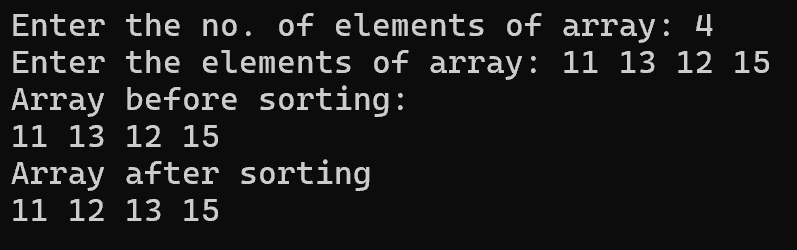 Enter the no. of elements of array: 4
Enter the elements of array: 11 13 12 15
Array before sorting:
11 13 12 15
Array after sorting
11 12 13 15